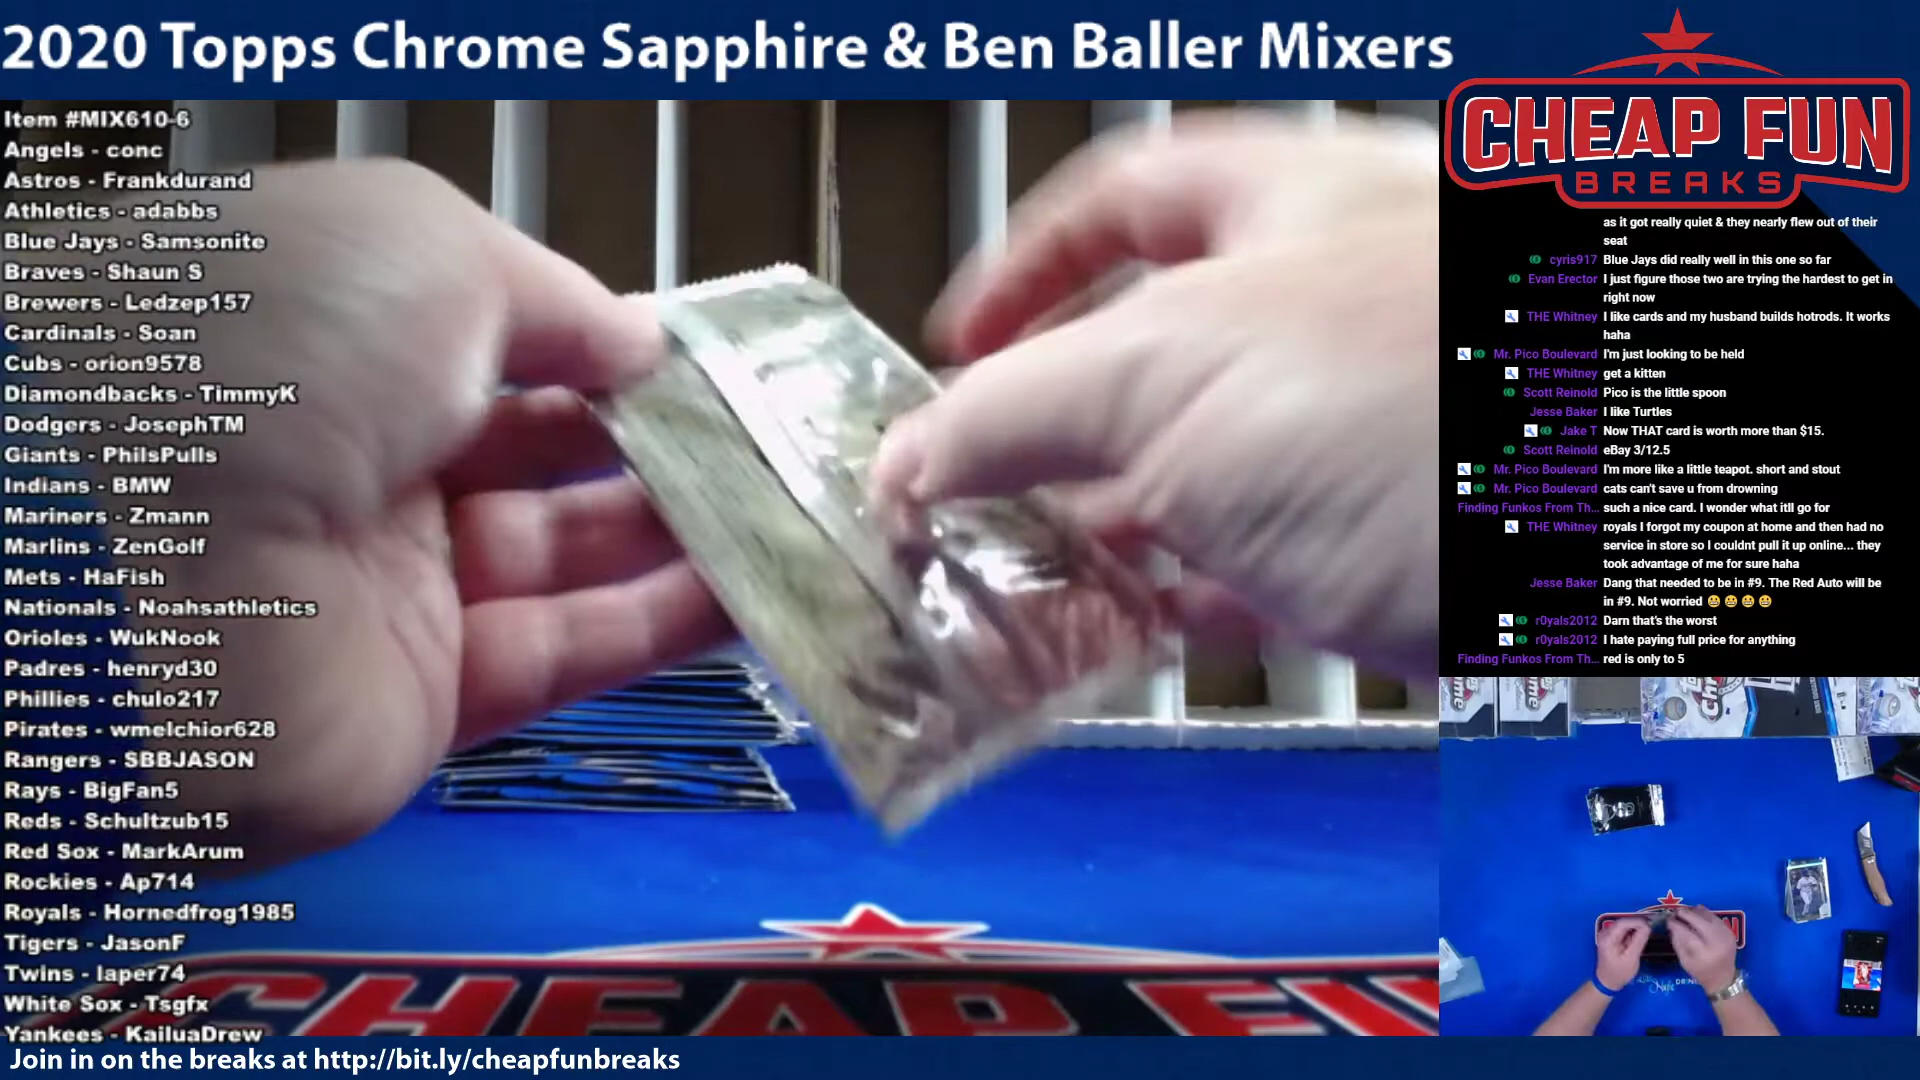 2020 Topps Chrome Sapphire & Ben Baller Mixers
CHEAP FUN
BREAKS
Item #MIX610-6
Angels - conc
Astros - Frankdurand
Athletics - adabbs
Blue Jays - Samsonite
Braves - Shaun S
Brewers - Ledzep157
Cardinals - Soan
Cubs - orion9578
Diamondbacks - TimmyK
Dodgers - JosephTM
Giants - PhilsPulls
Indians - BMW
Mariners - Zmann
Marlins - ZenGolf
Mets - HaFish
Nationals - Noahsathletics
Orioles - WukNook
Padres - henryd30
Phillies - chulo217
Pirates - wmelchior628
Rangers - SBBJASON
Rays - BigFan5
Reds - Schultzub15
Red Sox - MarkArum
Rockies - Ap714
Royals - Hornedfrog1985
Tigers - JasonF
Twins - laper74
White Sox - Tsgfx
Yankees - KailuaDrew
as it got really quiet & they nearly flew out of their
seat
cyris917 Blue Jays did really well in this one so far
Evan Erector I just figure those two are trying the hardest to get in
right now
THE Whitney I like cards and my husband builds hotrods. It works
haha
Mr. Pico Boulevard I'm just looking to be held
THE Whitney get a kitten
Scott Reinold Pico is the little spoon
Jesse Baker I like Turtles
Jake T Now THAT card is worth more than $15.
Scott Reinold eBay 3/12.5
Mr. Pico Boulevard I'm more like a little teapot. short and stout
Mr. Pico Boulevard cats can't save u from drowning
Finding Funkos From Th... such a nice card. I wonder what itll go for
THE Whitney royals I forgot my coupon at home and then had no
service in store so I couldnt pull it up online... they
took advantage of me for sure haha
Jesse Baker Dang that needed to be in #9. The Red Auto will be
in #9. Not worried 😬😬😬😬
r0yals2012 Darn that's the worst
r0yals2012 I hate paying full price for anything
Finding Funkos From Th... red is only to 5
CHEAP FU
Join in on the breaks at http://bit.ly/cheapfunbreaks